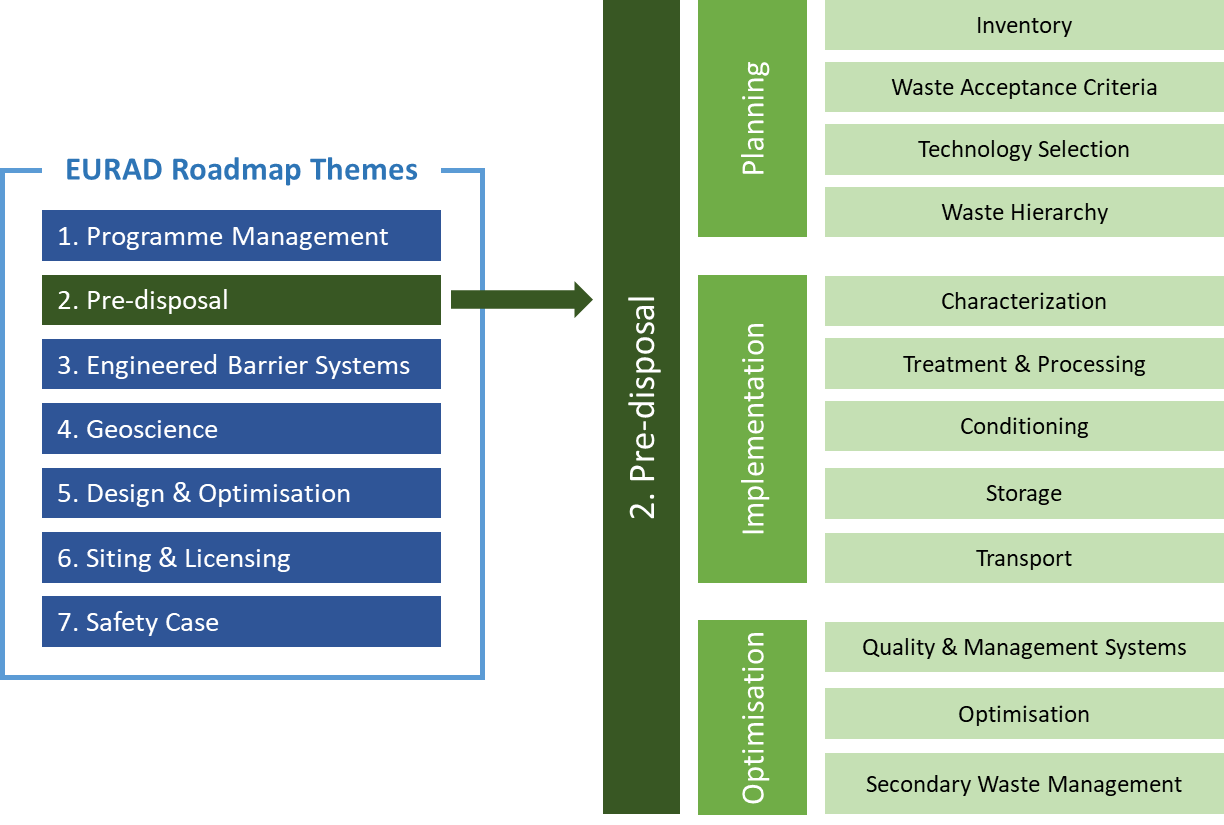 EURAD Roadmap Themes
1. Programme Management
2. Pre-disposal
3. Engineered Barrier Systems
4. Geoscience
5. Design & Optimisation
6. Siting & Licensing
7. Safety Case
2. Pre-disposal
Planning
Inventory
Waste Acceptance Criteria
Technology Selection
Waste Hierarchy
Implementation
Characterization
Treatment & Processing
Conditioning
Storage
Transport
Optimisation
Quality & Management Systems
Optimisation
Secondary Waste Management